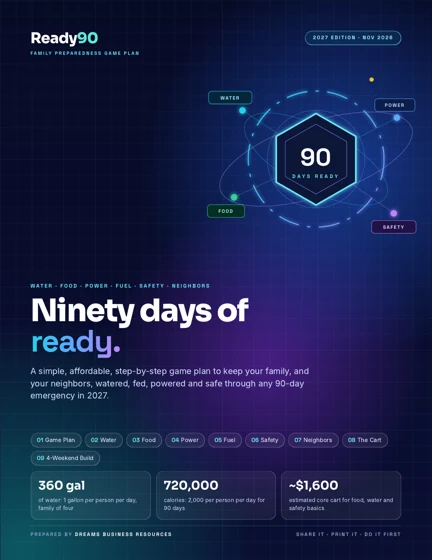 Ready90
FAMILY PREPAREDNESS GAME PLAN
2027 EDITION · NOV 2026
WATER
POWER
90
DAYS READY
FOOD
SAFETY
WATER · FOOD · POWER · FUEL · SAFETY · NEIGHBORS
Ninety days of
ready.
A simple, affordable, step-by-step game plan to keep your family, and
your neighbors, watered, fed, powered and safe through any 90-day
emergency in 2027.
01 Game Plan
02 Water
03 Food
04 Power
05 Fuel
06 Safety
07 Neighbors
08 The Cart
09 4-Weekend Build
360 gal
of water: 1 gallon per person per day,
family of four
720,000
calories: 2,000 per person per day for
90 days
~$1,600
estimated core cart for food, water and
safety basics
PREPARED BY DREAMS BUSINESS RESOURCES
SHARE IT · PRINT IT · DO IT FIRST